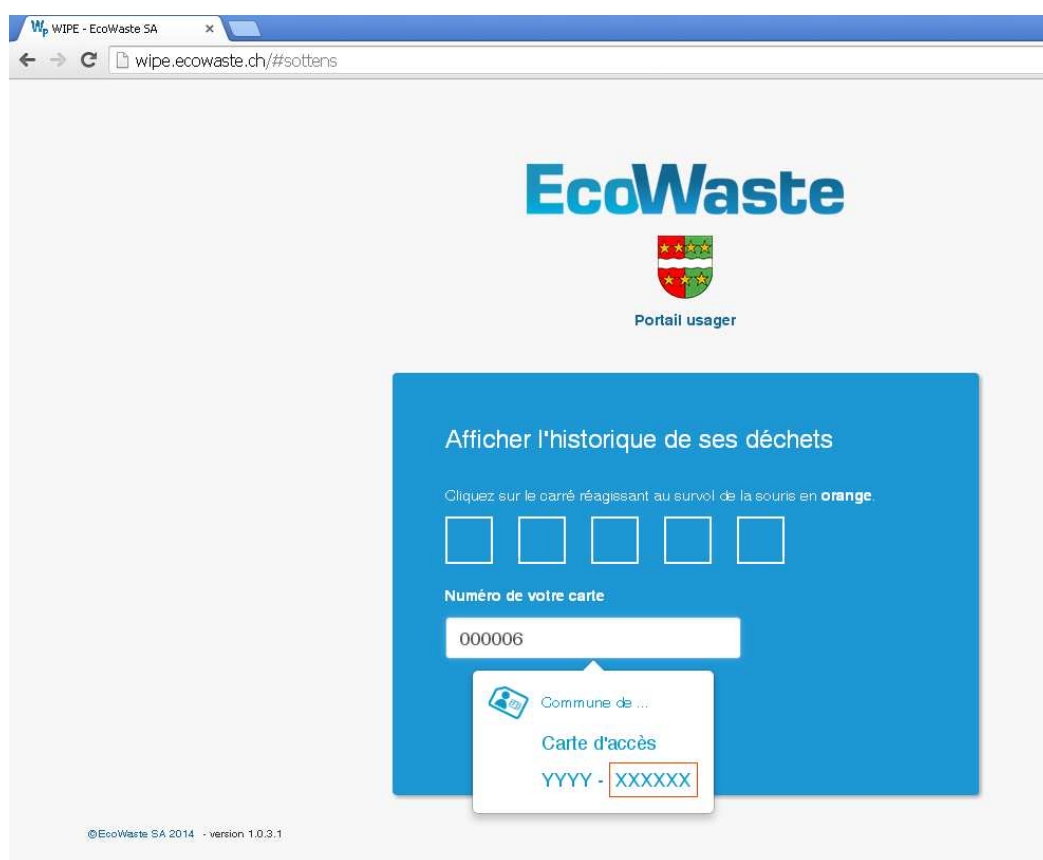 Wp WIPE - EcoWaste SA ×
wipe.ecowaste.ch/#sottens
EcoWaste
Portail usager
Afficher l'historique de ses déchets
Cliquez sur le carré réagissant au survol de la souris en orange.
Numéro de votre carte
000006
Commune de ...
Carte d'accès
YYYY - XXXXXX
©EcoWaste SA 2014 - version 1.0.3.1